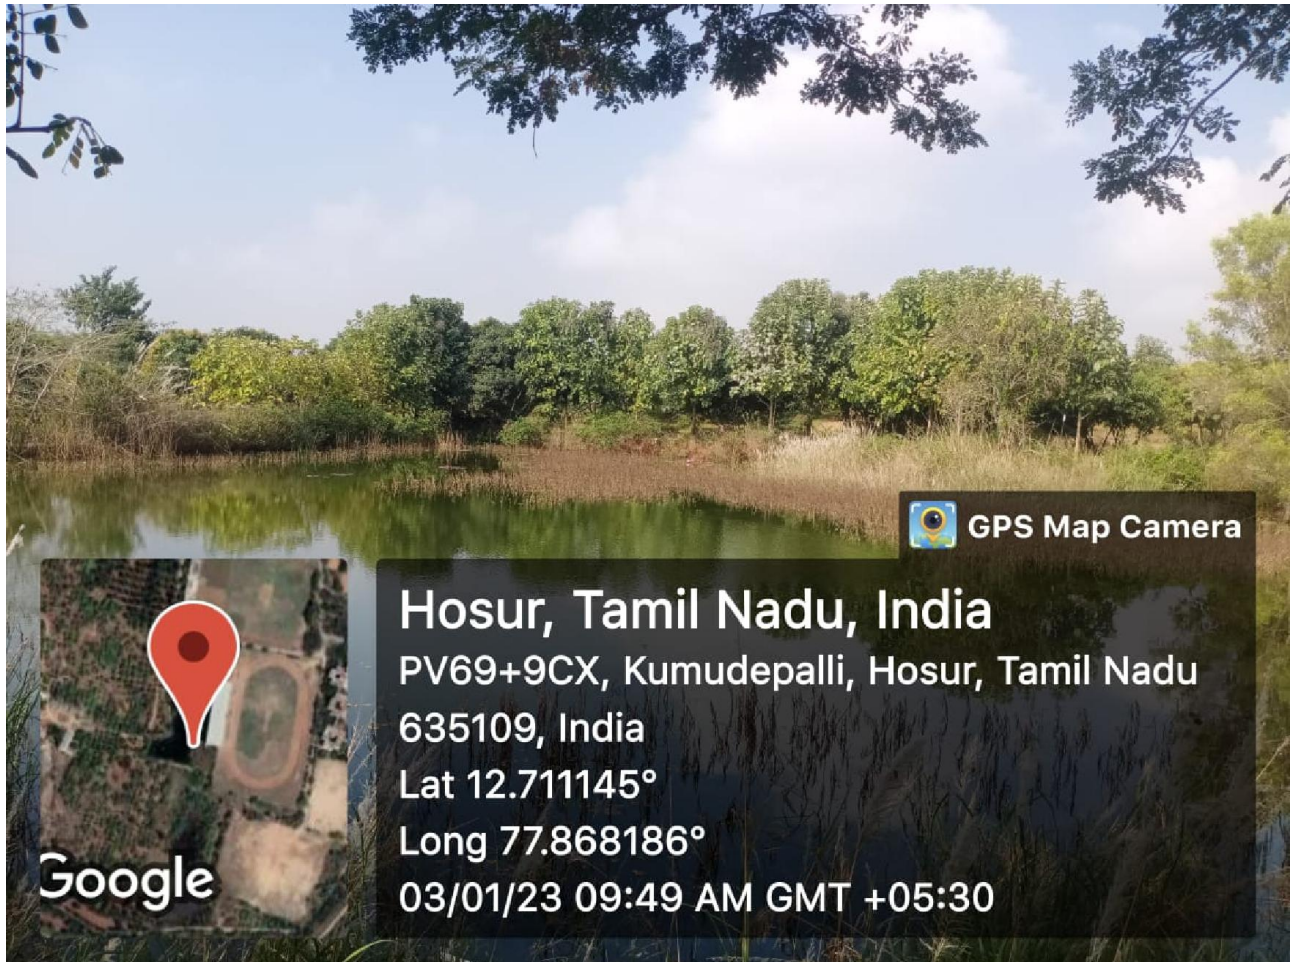 GPS Map Camera
Hosur, Tamil Nadu, India
PV69+9CX, Kumudepalli, Hosur, Tamil Nadu
635109, India
Lat 12.711145°
Long 77.868186°
03/01/23 09:49 AM GMT +05:30
Google